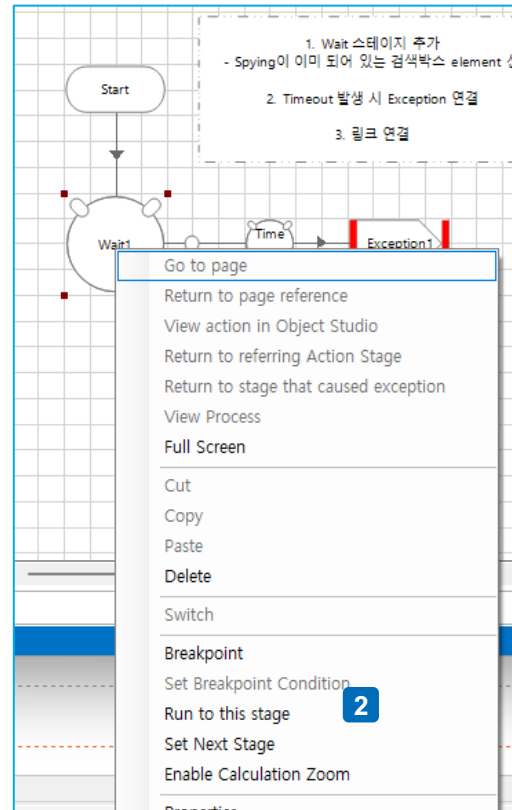 1. Wait 스테이지 추가
- Spying이 이미 되어 있는 검색박스 element
2. Timeout 발생 시 Exception 연결
3. 링크 연결
Start
Wait1
Time
Exception1
Go to page
Return to page reference
View action in Object Studio
Return to referring Action Stage
Return to stage that caused exception
View Process
Full Screen
Cut
Copy
Paste
Delete
Switch
Breakpoint
Set Breakpoint Condition
Run to this stage
2
Set Next Stage
Enable Calculation Zoom